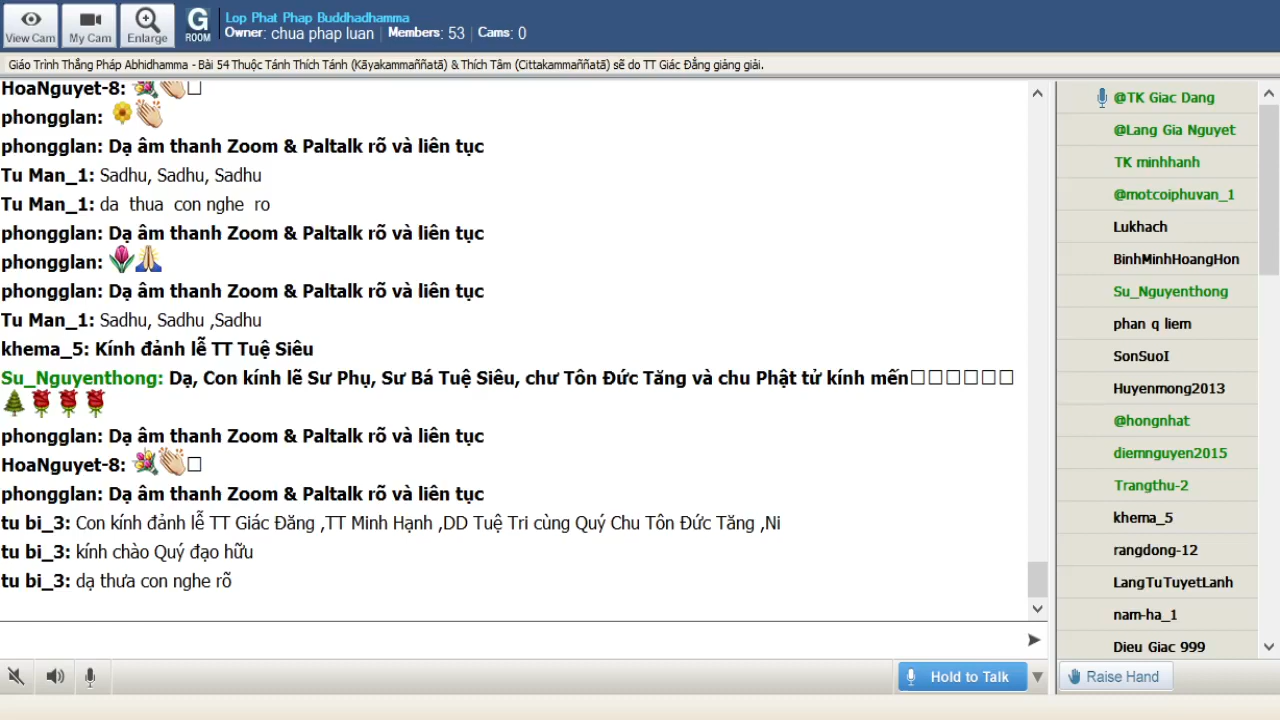 View Cam
My Cam
Enlarge
G
ROOM
Lop Phat Phap Buddhadhamma
Owner: chua phap luan | Members: 53 | Cams: 0
Giáo Trình Thắng Pháp Abhidhamma - Bài 54 Thuộc Tánh Thích Tánh (Kāyakammaññatā) & Thích Tâm (Cittakammaññatā) sẽ do TT Giác Đẳng giảng giải.
HoaNguyet-8: 💐👏□
phongglan: 🌼👏
phongglan: Dạ âm thanh Zoom & Paltalk rõ và liên tục
Tu Man_1: Sadhu, Sadhu, Sadhu
Tu Man_1: da thua con nghe ro
phongglan: Dạ âm thanh Zoom & Paltalk rõ và liên tục
phongglan: 🌷🙏
phongglan: Dạ âm thanh Zoom & Paltalk rõ và liên tục
Tu Man_1: Sadhu, Sadhu ,Sadhu
khema_5: Kính đảnh lễ TT Tuệ Siêu
Su_Nguyenthong: Dạ, Con kính lẽ Sư Phụ, Sư Bá Tuệ Siêu, chư Tôn Đức Tăng và chu Phật tử kính mến□□□□□□
🌲🌹🌹🌹
phongglan: Dạ âm thanh Zoom & Paltalk rõ và liên tục
HoaNguyet-8: 💐👏□
phongglan: Dạ âm thanh Zoom & Paltalk rõ và liên tục
tu bi_3: Con kính đảnh lễ TT Giác Đăng ,TT Minh Hạnh ,DD Tuệ Tri cùng Quý Chu Tôn Đức Tăng ,Ni
tu bi_3: kính chào Quý đạo hữu
tu bi_3: dạ thưa con nghe rõ
Hold to Talk
@TK Giac Dang
@Lang Gia Nguyet
TK minhhanh
@motcoiphuvan_1
Lukhach
BinhMinhHoangHon
Su_Nguyenthong
phan q liem
SonSuoI
Huyenmong2013
@hongnhat
diemnguyen2015
Trangthu-2
khema_5
rangdong-12
LangTuTuyetLanh
nam-ha_1
Dieu Giac 999
Raise Hand